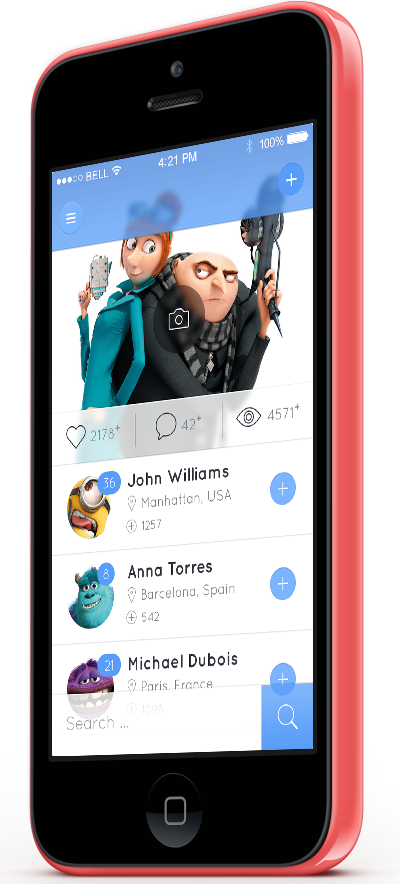 BELL 4:21 PM 100%
2178+ 42+ 4571+
36
John Williams
Manhattan, USA
1257
8
Anna Torres
Barcelona, Spain
542
21
Michael Dubois
Paris, France
1095
Search ...